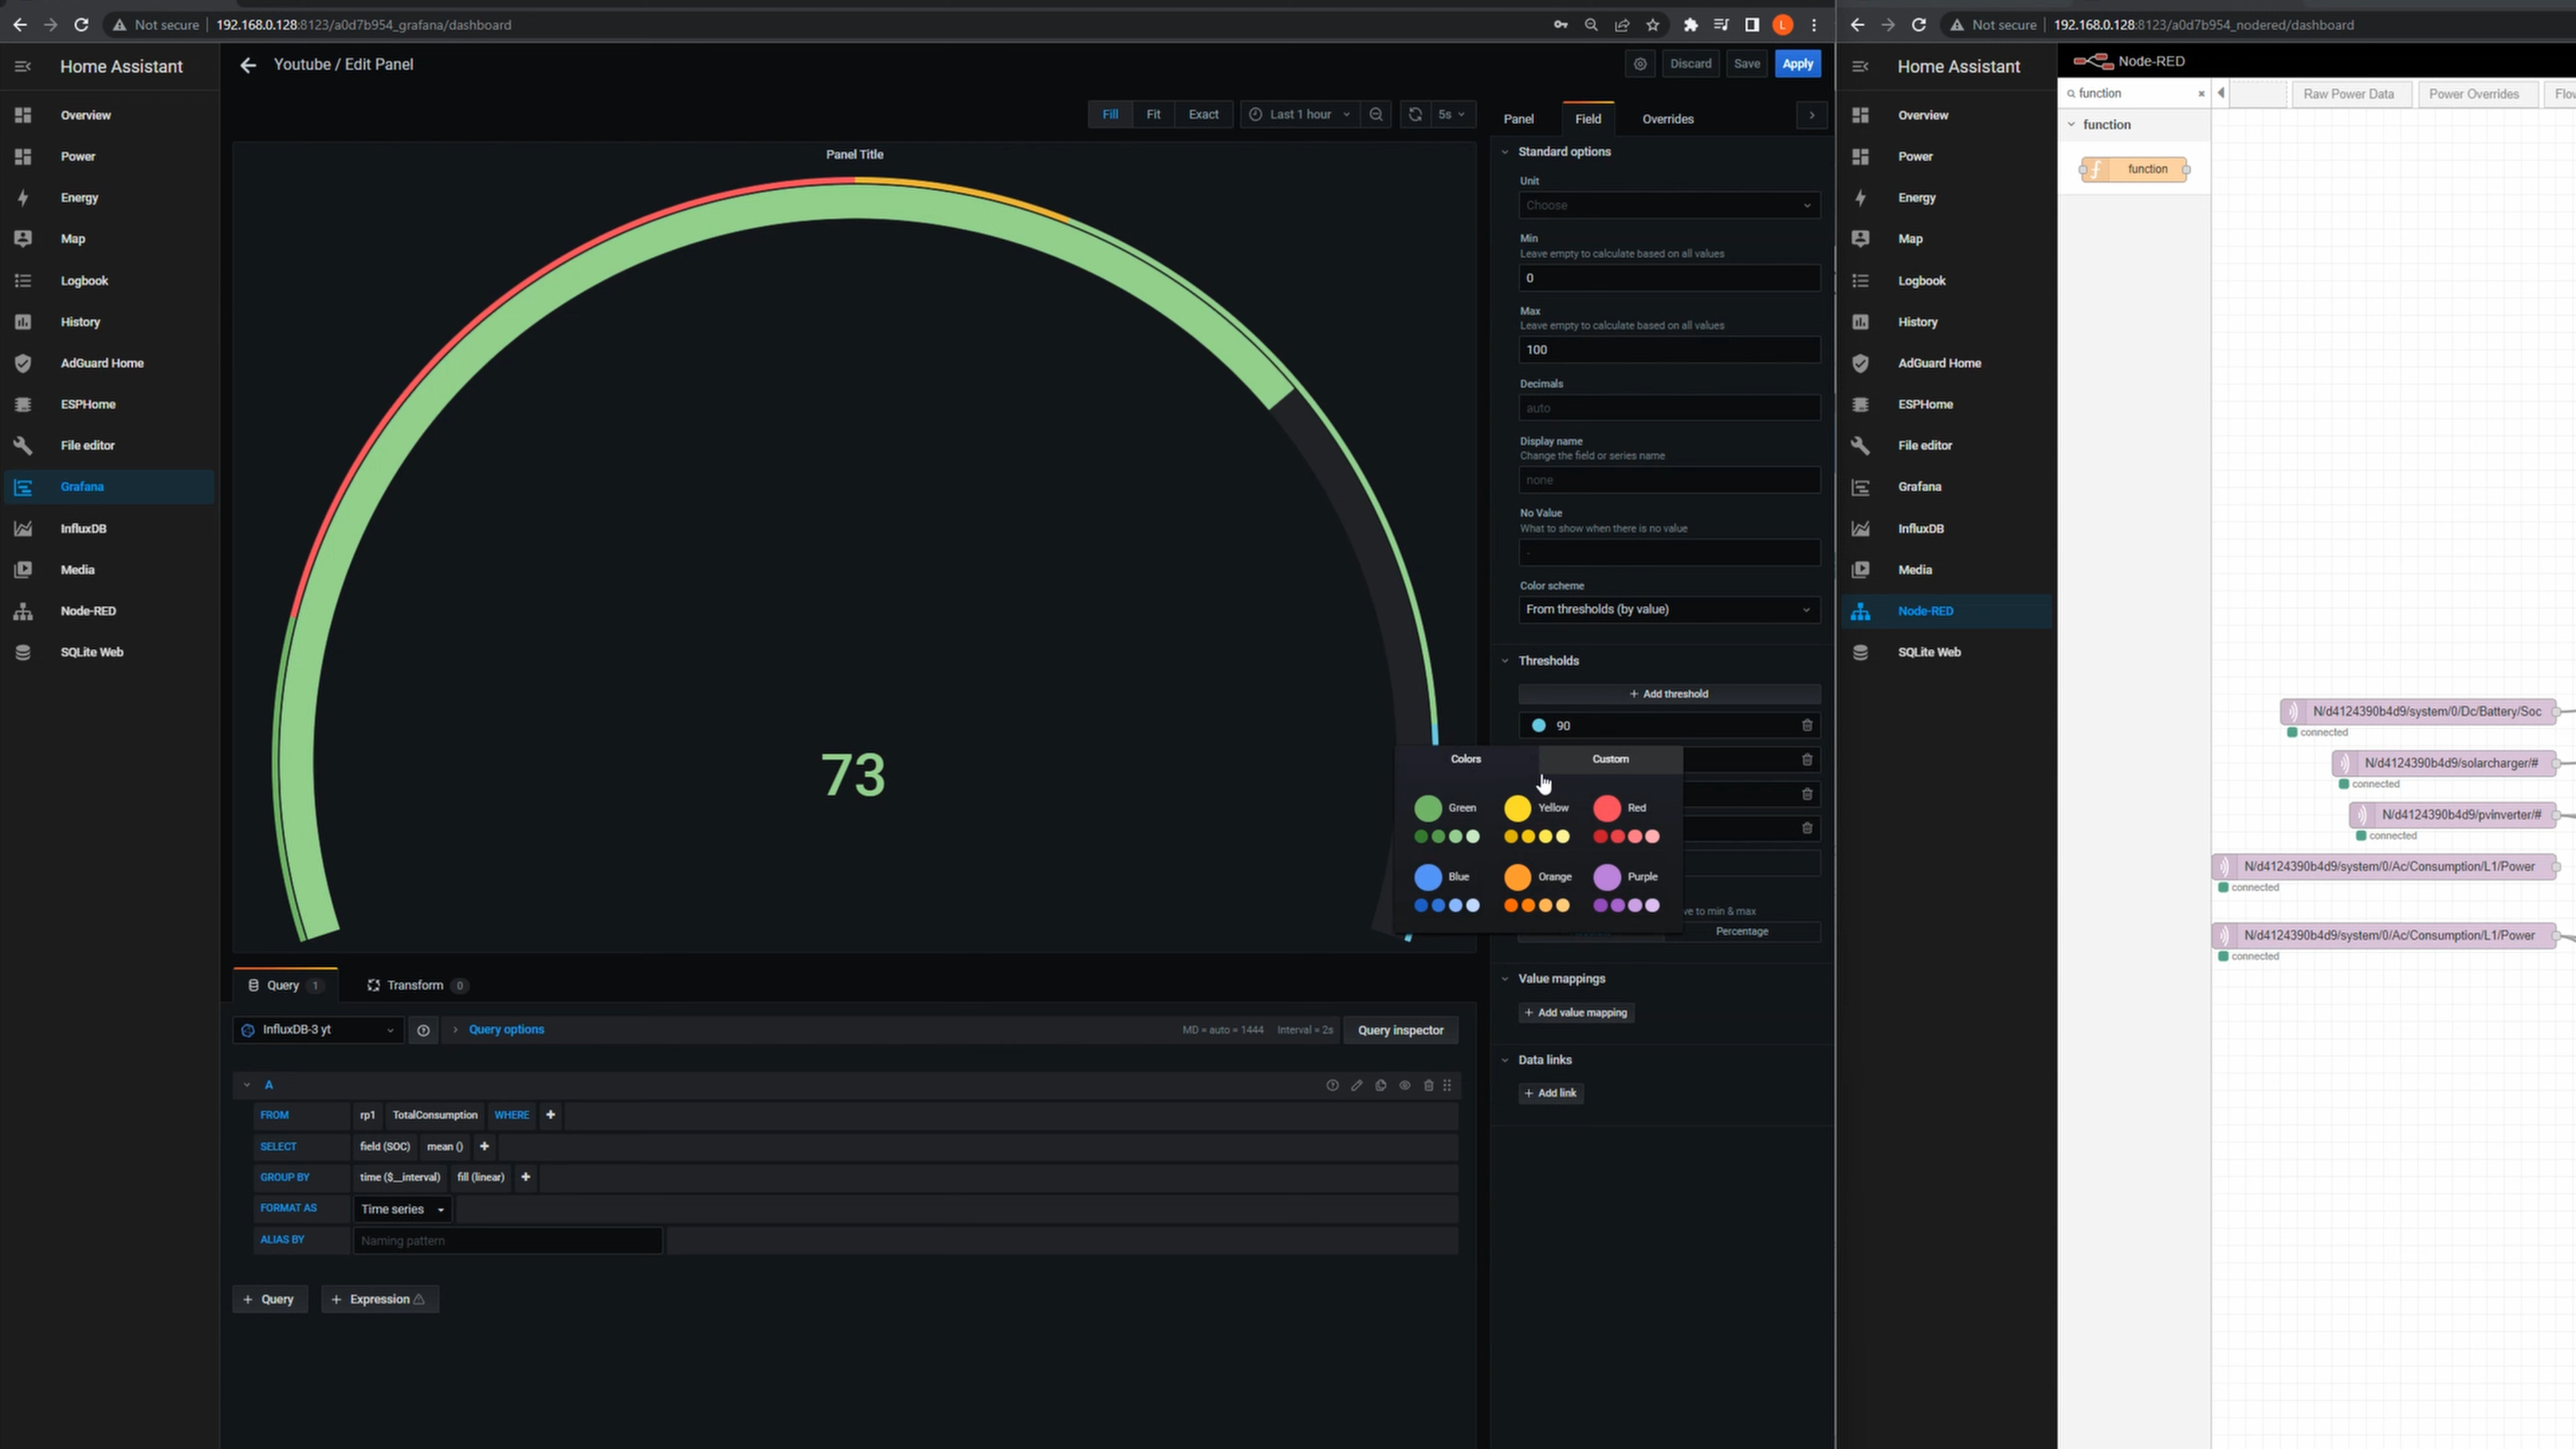 Not secure
192.168.0.128:8123/a0d7b954_grafana/dashboard
L
Home Assistant
Overview
Power
Energy
Map
Logbook
History
AdGuard Home
ESPHome
File editor
Grafana
InfluxDB
Media
Node-RED
SQLite Web
Youtube / Edit Panel
Discard
Save
Apply
Fill
Fit
Exact
Last 1 hour
5s
Panel Title
73
Panel
Field
Overrides
Standard options
Unit
Choose
Min
Leave empty to calculate based on all values
0
Max
Leave empty to calculate based on all values
100
Decimals
auto
Display name
Change the field or series name
none
No Value
What to show when there is no value
-
Color scheme
From thresholds (by value)
Thresholds
+ Add threshold
90
Colors
Custom
Green
Yellow
Red
Blue
Orange
Purple
ve to min & max
Percentage
Value mappings
+ Add value mapping
Data links
+ Add link
Query 1
Transform 0
InfluxDB-3 yt
Query options
MD = auto = 1444
Interval = 2s
Query inspector
A
FROM rp1 TotalConsumption WHERE +
SELECT field (SOC) mean () +
GROUP BY time ($__interval) fill (linear) +
FORMAT AS Time series
ALIAS BY Naming pattern
+ Query
+ Expression
Not secure
192.168.0.128:8123/a0d7b954_nodered/dashboard
Home Assistant
Overview
Power
Energy
Map
Logbook
History
AdGuard Home
ESPHome
File editor
Grafana
InfluxDB
Media
Node-RED
SQLite Web
Node-RED
function
function
function
Raw Power Data
Power Overrides
Flo
N/d4124390b4d9/system/0/Dc/Battery/Soc
connected
N/d4124390b4d9/solarcharger/#
connected
N/d4124390b4d9/pvinverter/#
connected
N/d4124390b4d9/system/0/Ac/Consumption/L1/Power
connected
N/d4124390b4d9/system/0/Ac/Consumption/L1/Power
connected